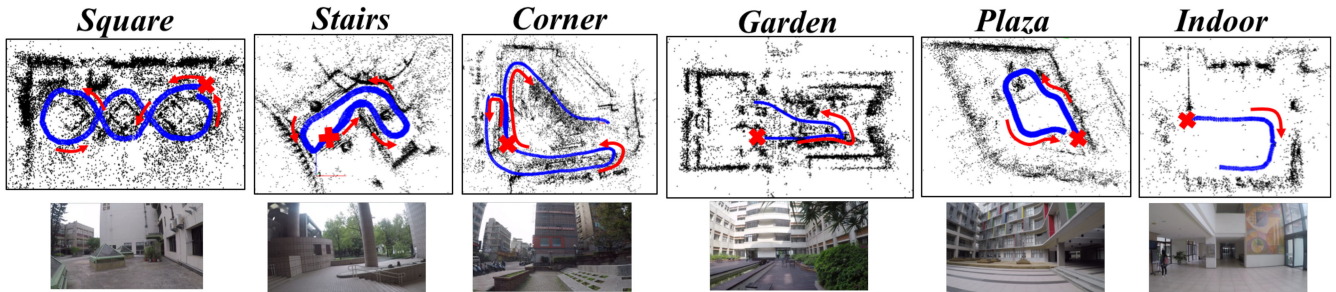 Square
Stairs
Corner
Garden
Plaza
Indoor